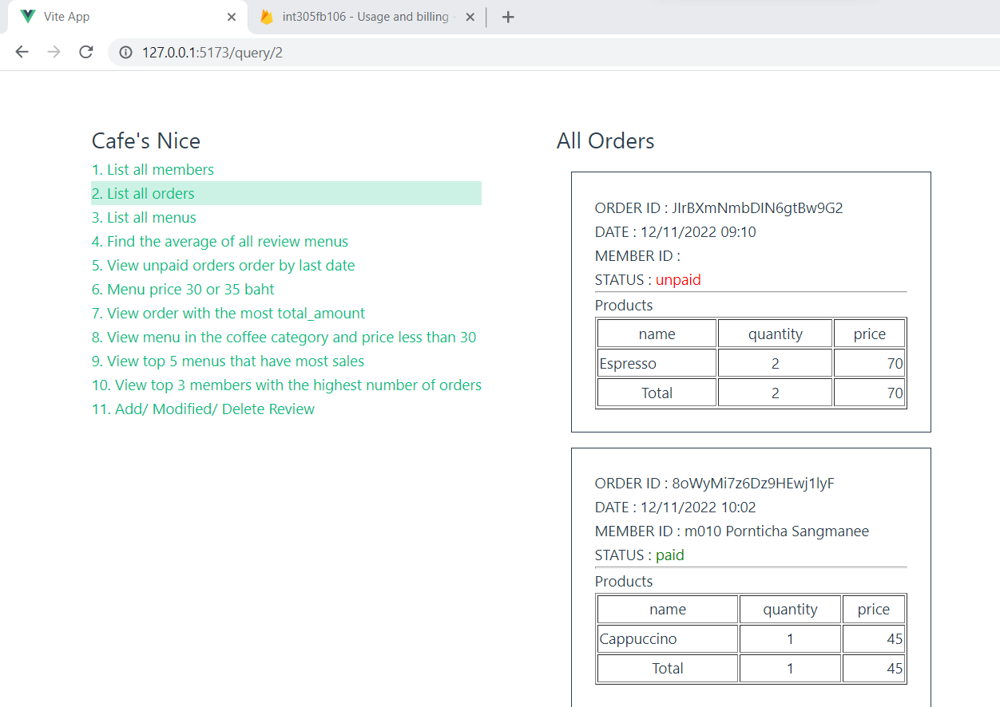 Vite App
int305fb106 - Usage and billing -
127.0.0.1:5173/query/2
Cafe's Nice
1. List all members
2. List all orders
3. List all menus
4. Find the average of all review menus
5. View unpaid orders order by last date
6. Menu price 30 or 35 baht
7. View order with the most total_amount
8. View menu in the coffee category and price less than 30
9. View top 5 menus that have most sales
10. View top 3 members with the highest number of orders
11. Add/ Modified/ Delete Review
All Orders
ORDER ID : JIrBXmNmbDIN6gtBw9G2
DATE : 12/11/2022 09:10
MEMBER ID :
STATUS : unpaid
Products
name quantity price
Espresso 2 70
Total 2 70
ORDER ID : 8oWyMi7z6Dz9HEwj1lyF
DATE : 12/11/2022 10:02
MEMBER ID : m010 Pornticha Sangmanee
STATUS : paid
Products
name quantity price
Cappuccino 1 45
Total 1 45